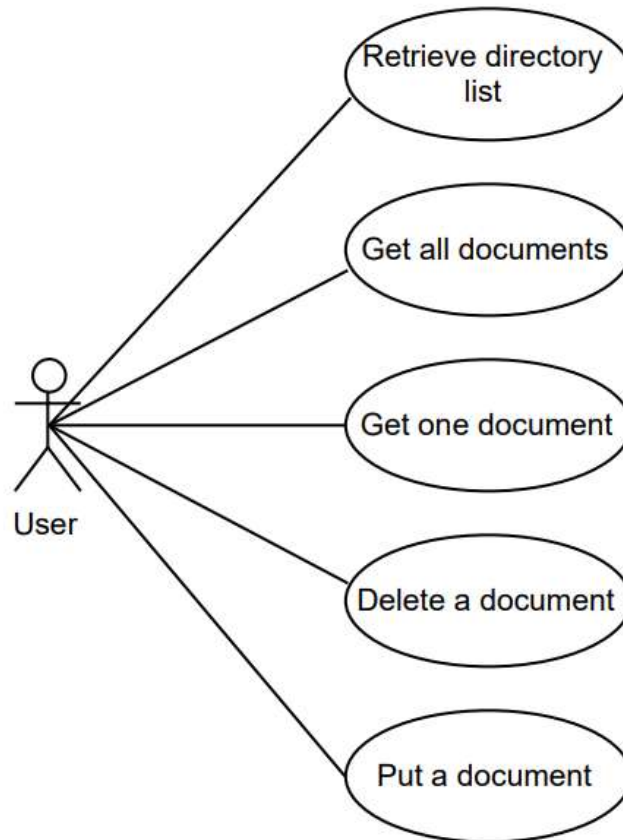 Retrieve directory
list
Get all documents
Get one document
User
Delete a document
Put a document